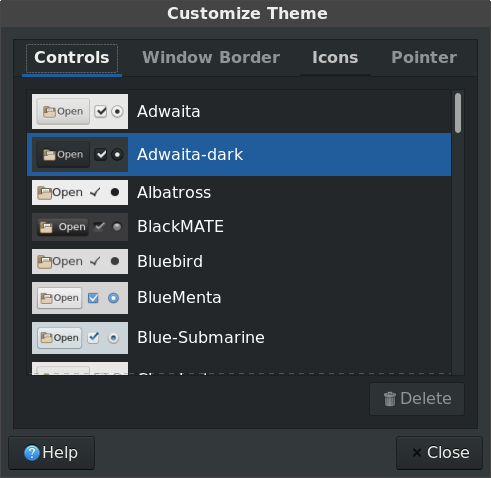 Customize Theme
Controls Window Border Icons Pointer
Open Adwaita
Open Adwaita-dark
Open Albatross
Open BlackMATE
Open Bluebird
Open BlueMenta
Open Blue-Submarine
Delete
Help Close